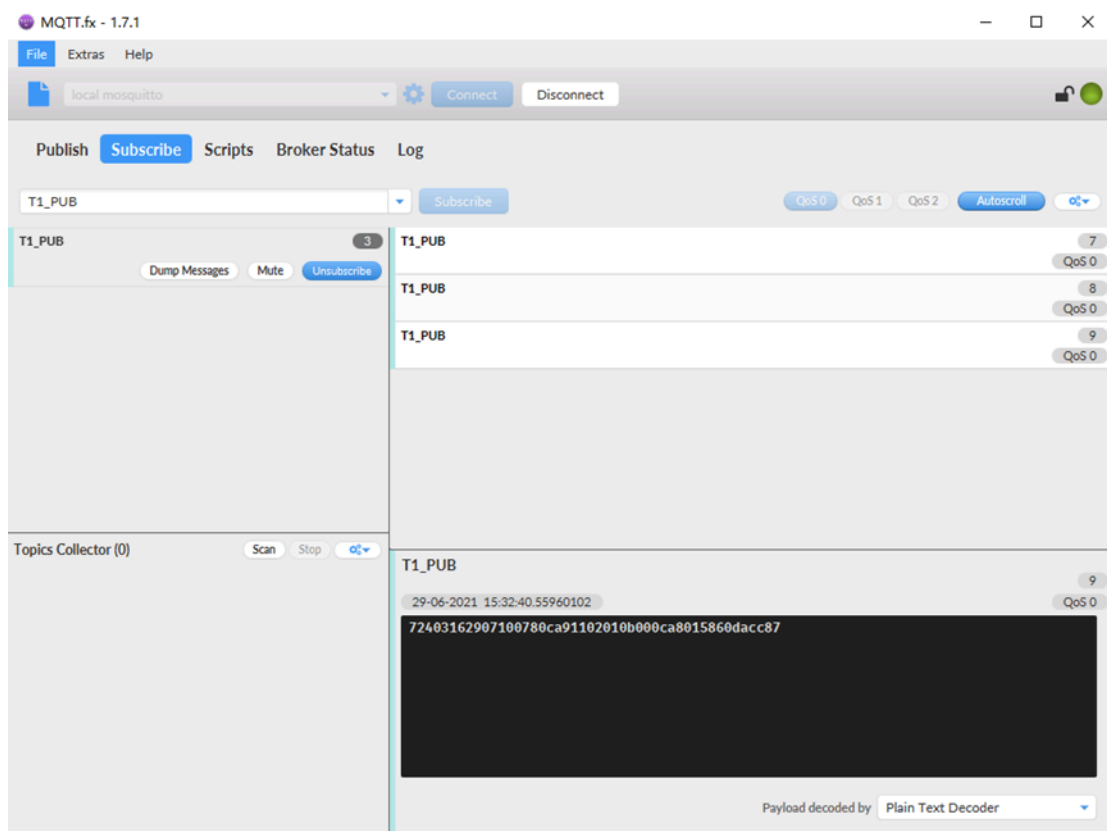 MQTT.fx - 1.7.1
File Extras Help
local mosquitto Connect Disconnect
Publish Subscribe Scripts Broker Status Log
T1_PUB Subscribe QoS 0 QoS 1 QoS 2 Autoscroll
T1_PUB 3
Dump Messages Mute Unsubscribe
T1_PUB 7
QoS 0
T1_PUB 8
QoS 0
T1_PUB 9
QoS 0
Topics Collector (0) Scan Stop
T1_PUB
9
29-06-2021 15:32:40.55960102 QoS 0
72403162907100780ca91102010b000ca8015860dacc87
Payload decoded by Plain Text Decoder